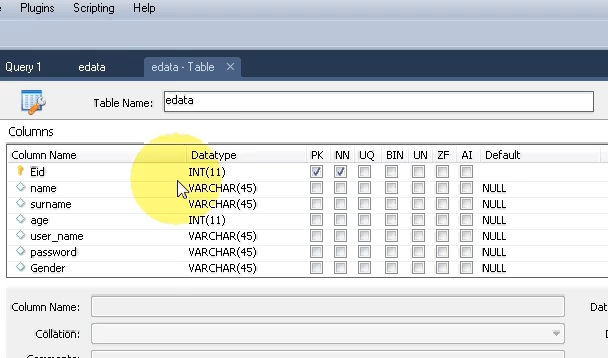 Plugins Scripting Help
Query 1 edata edata - Table
Table Name: edata
Columns
Column Name Datatype PK NN UQ BIN UN ZF AI Default
Eid INT(11)
name VARCHAR(45) NULL
surname VARCHAR(45) NULL
age INT(11) NULL
user_name VARCHAR(45) NULL
password VARCHAR(45) NULL
Gender VARCHAR(45) NULL
Column Name: Dat
Collation: